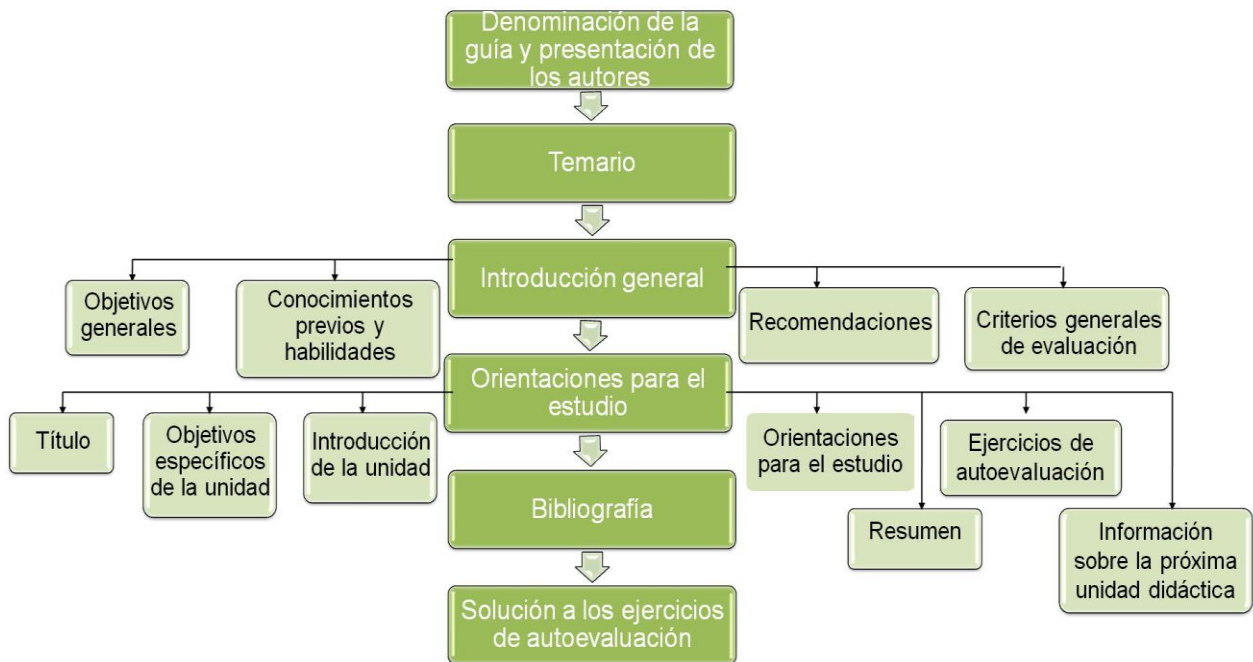 Denominación de la
guía y presentación de
los autores
Temario
Introducción general
Objetivos
generales
Conocimientos
previos y
habilidades
Recomendaciones
Criterios generales
de evaluación
Orientaciones para el
estudio
Título
Objetivos
específicos
de la unidad
Introducción
de la unidad
Orientaciones
para el estudio
Resumen
Ejercicios de
autoevaluación
Información
sobre la próxima
unidad didáctica
Bibliografía
Solución a los ejercicios
de autoevaluación